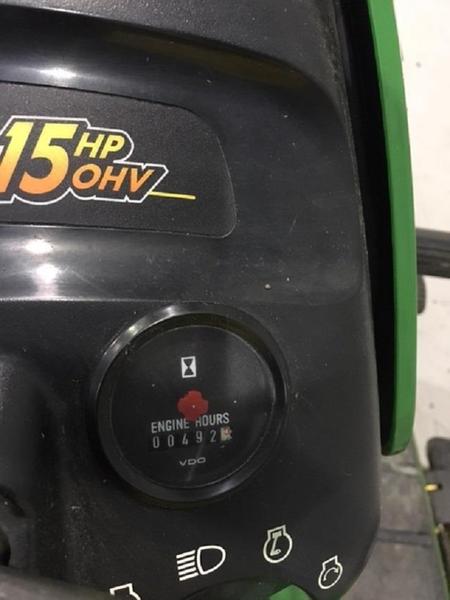 15 HP
OHV
ENGINE HOURS
00492
VDO